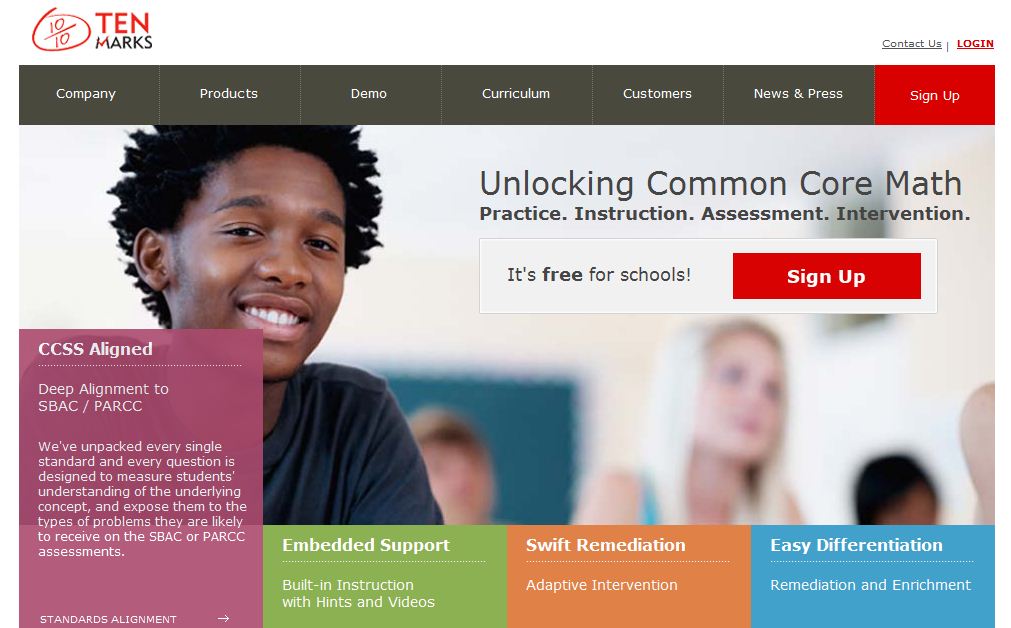 10/10 TEN
MARKS
Contact Us | LOGIN
Company Products Demo Curriculum Customers News & Press Sign Up
Unlocking Common Core Math
Practice. Instruction. Assessment. Intervention.
It's free for schools! Sign Up
CCSS Aligned
Deep Alignment to
SBAC / PARCC
We've unpacked every single
standard and every question is
designed to measure students'
understanding of the underlying
concept, and expose them to the
types of problems they are likely
to receive on the SBAC or PARCC
assessments.
STANDARDS ALIGNMENT →
Embedded Support
Built-in Instruction
with Hints and Videos
Swift Remediation
Adaptive Intervention
Easy Differentiation
Remediation and Enrichment